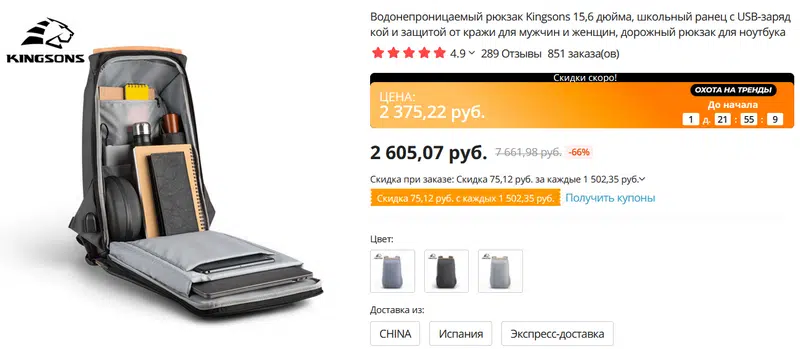 KINGSONS
Водонепроницаемый рюкзак Kingsons 15,6 дюйма, школьный ранец с USB-заряд
кой и защитой от кражи для мужчин и женщин, дорожный рюкзак для ноутбука
4.9 289 Отзывы 851 заказа(ов)
Скидки скоро!
ЦЕНА:
2 375,22 руб.
ОХОТА НА ТРЕНДЫ
До начала
1 д. 21 : 55 : 9
2 605,07 руб. 7 661,98 руб. -66%
Скидка при заказе: Скидка 75,12 руб. за каждые 1 502,35 руб.
Скидка 75,12 руб. с каждых 1 502,35 руб. Получить купоны
Цвет:
Доставка из:
CHINA Испания Экспресс-доставка